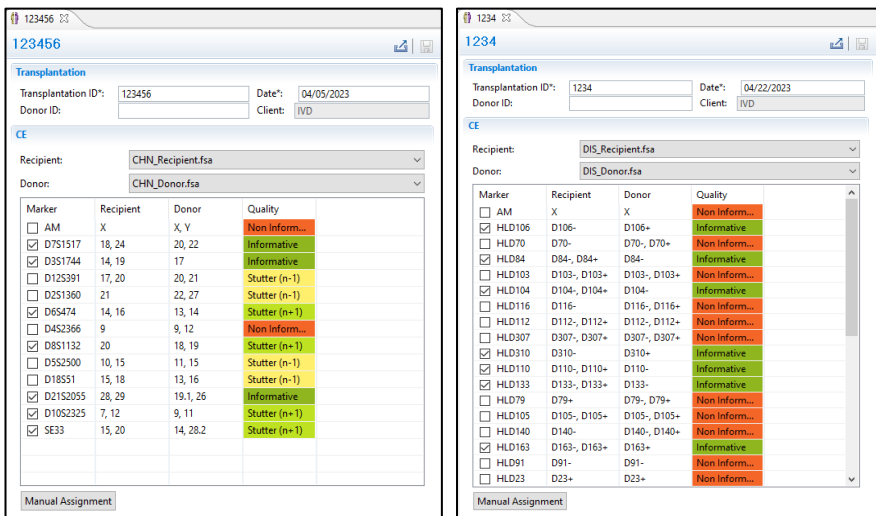 123456
123456
Transplantation
Transplantation ID*: 123456 Date*: 04/05/2023
Donor ID: Client: IVD
CE
Recipient: CHN_Recipient.fsa
Donor: CHN_Donor.fsa
Marker Recipient Donor Quality
AM X X, Y Non Inform...
D7S1517 18, 24 20, 22 Informative
D3S1744 14, 19 17 Informative
D12S391 17, 20 20, 21 Stutter (n-1)
D2S1360 21 22, 27 Stutter (n-1)
D6S474 14, 16 13, 14 Stutter (n+1)
D4S2366 9 9, 12 Non Inform...
D8S1132 20 18, 19 Stutter (n+1)
D5S2500 10, 15 11, 15 Stutter (n-1)
D18S51 15, 18 13, 16 Stutter (n-1)
D21S2055 28, 29 19.1, 26 Informative
D10S2325 7, 12 9, 11 Stutter (n+1)
SE33 15, 20 14, 28.2 Stutter (n+1)
Manual Assignment
1234
1234
Transplantation
Transplantation ID*: 1234 Date*: 04/22/2023
Donor ID: Client: IVD
CE
Recipient: DIS_Recipient.fsa
Donor: DIS_Donor.fsa
Marker Recipient Donor Quality
AM X X Non Inform...
HLD106 D106- D106+ Informative
HLD70 D70- D70-, D70+ Non Inform...
HLD84 D84-, D84+ D84- Informative
HLD103 D103-, D103+ D103-, D103+ Non Inform...
HLD104 D104-, D104+ D104- Informative
HLD116 D116- D116-, D116+ Non Inform...
HLD112 D112-, D112+ D112-, D112+ Non Inform...
HLD307 D307-, D307+ D307-, D307+ Non Inform...
HLD310 D310- D310+ Informative
HLD110 D110-, D110+ D110- Informative
HLD133 D133-, D133+ D133- Informative
HLD79 D79+ D79-, D79+ Non Inform...
HLD105 D105-, D105+ D105-, D105+ Non Inform...
HLD140 D140- D140-, D140+ Non Inform...
HLD163 D163-, D163+ D163+ Informative
HLD91 D91- D91- Non Inform...
HLD23 D23+ D23+ Non Inform...
Manual Assignment